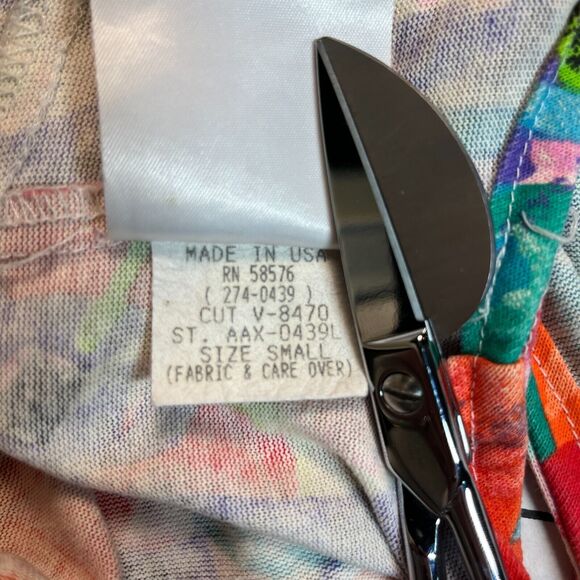 MADE IN USA
RN 58576
( 274-0439 )
CUT V-8470
ST. AAX-0439L
SIZE SMALL
(FABRIC & CARE OVER)